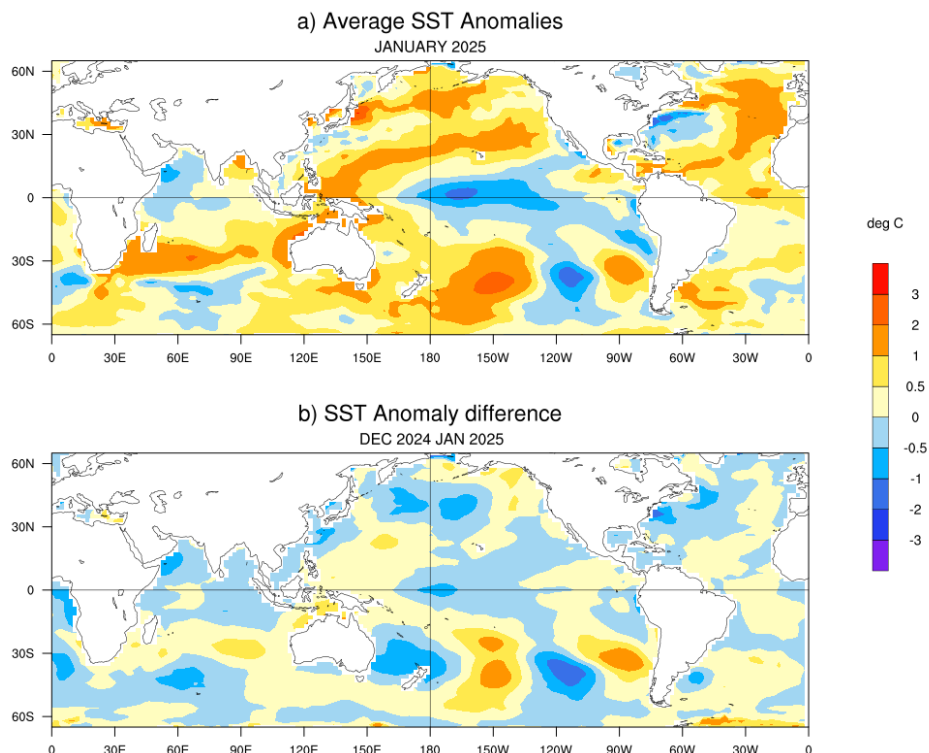 a) Average SST Anomalies
JANUARY 2025
60N
30N
0
30S
60S
0 30E 60E 90E 120E 150E 180 150W 120W 90W 60W 30W 0
deg C
3
2
1
0.5
0
-0.5
-1
-2
-3
b) SST Anomaly difference
DEC 2024 JAN 2025
60N
30N
0
30S
60S
0 30E 60E 90E 120E 150E 180 150W 120W 90W 60W 30W 0